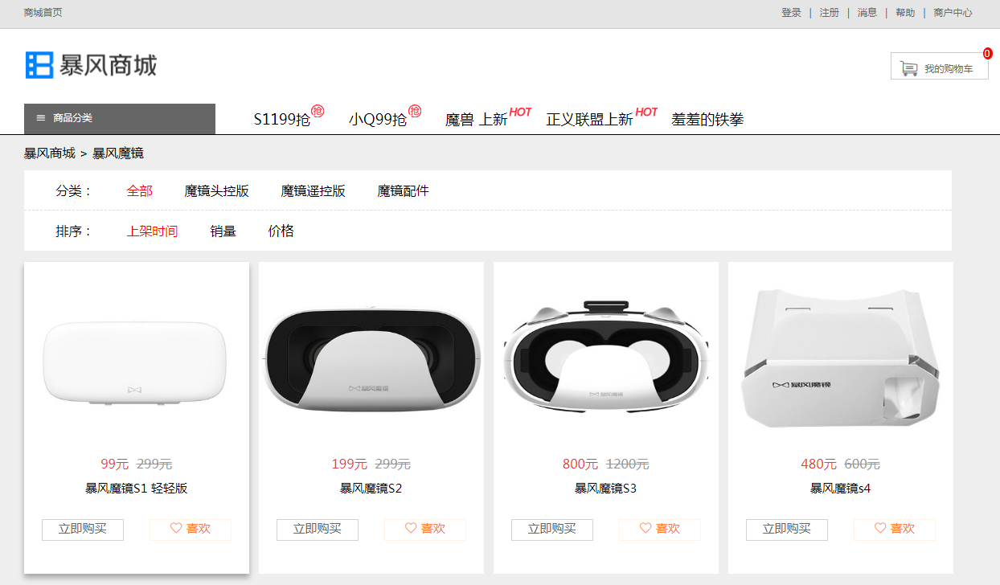 商城首页
登录 | 注册 | 消息 | 帮助 | 商户中心
暴风商城
0
我的购物车
商品分类
S1199抢 抢 小Q99抢 抢 魔兽 上新 HOT 正义联盟上新 HOT 羞羞的铁拳
暴风商城 > 暴风魔镜
分类： 全部 魔镜头控版 魔镜遥控版 魔镜配件
排序： 上架时间 销量 价格
暴风魔镜 暴风魔镜 暴风魔镜
99元 299元 199元 299元 800元 1200元 480元 600元
暴风魔镜S1 轻轻版 暴风魔镜S2 暴风魔镜S3 暴风魔镜s4
立即购买 喜欢 立即购买 喜欢 立即购买 喜欢 立即购买 喜欢